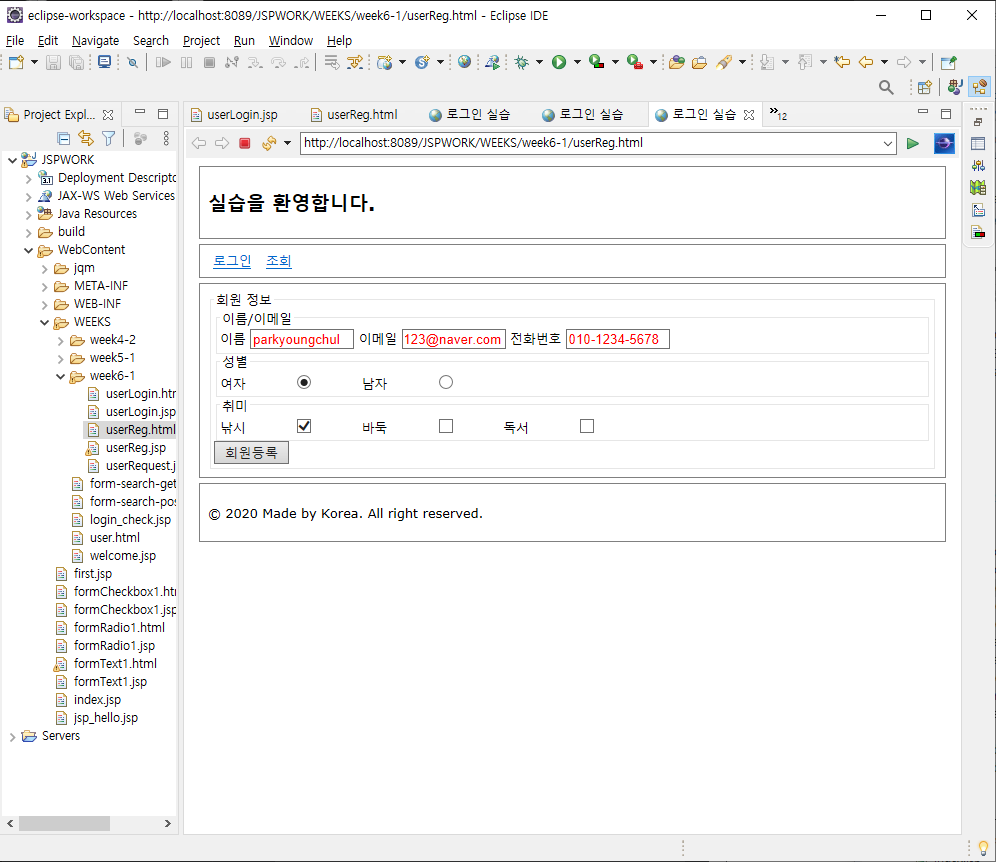 eclipse-workspace - http://localhost:8089/JSPWORK/WEEKS/week6-1/userReg.html - Eclipse IDE
File Edit Navigate Search Project Run Window Help
Project Expl...
userLogin.jsp userReg.html 로그인 실습 로그인 실습 로그인 실습 »12
http://localhost:8089/JSPWORK/WEEKS/week6-1/userReg.html
JSPWORK
Deployment Descripto
JAX-WS Web Services
Java Resources
build
WebContent
jqm
META-INF
WEB-INF
WEEKS
week4-2
week5-1
week6-1
userLogin.htm
userLogin.jsp
userReg.html
userReg.jsp
userRequest.j
form-search-get
form-search-pos
login_check.jsp
user.html
welcome.jsp
first.jsp
formCheckbox1.htm
formCheckbox1.jsp
formRadio1.html
formRadio1.jsp
formText1.html
formText1.jsp
index.jsp
jsp_hello.jsp
Servers
실습을 환영합니다.
로그인 조회
회원 정보
이름/이메일
이름 parkyoungchul 이메일 123@naver.com 전화번호 010-1234-5678
성별
여자 남자
취미
낚시 바둑 독서
회원등록
© 2020 Made by Korea. All right reserved.